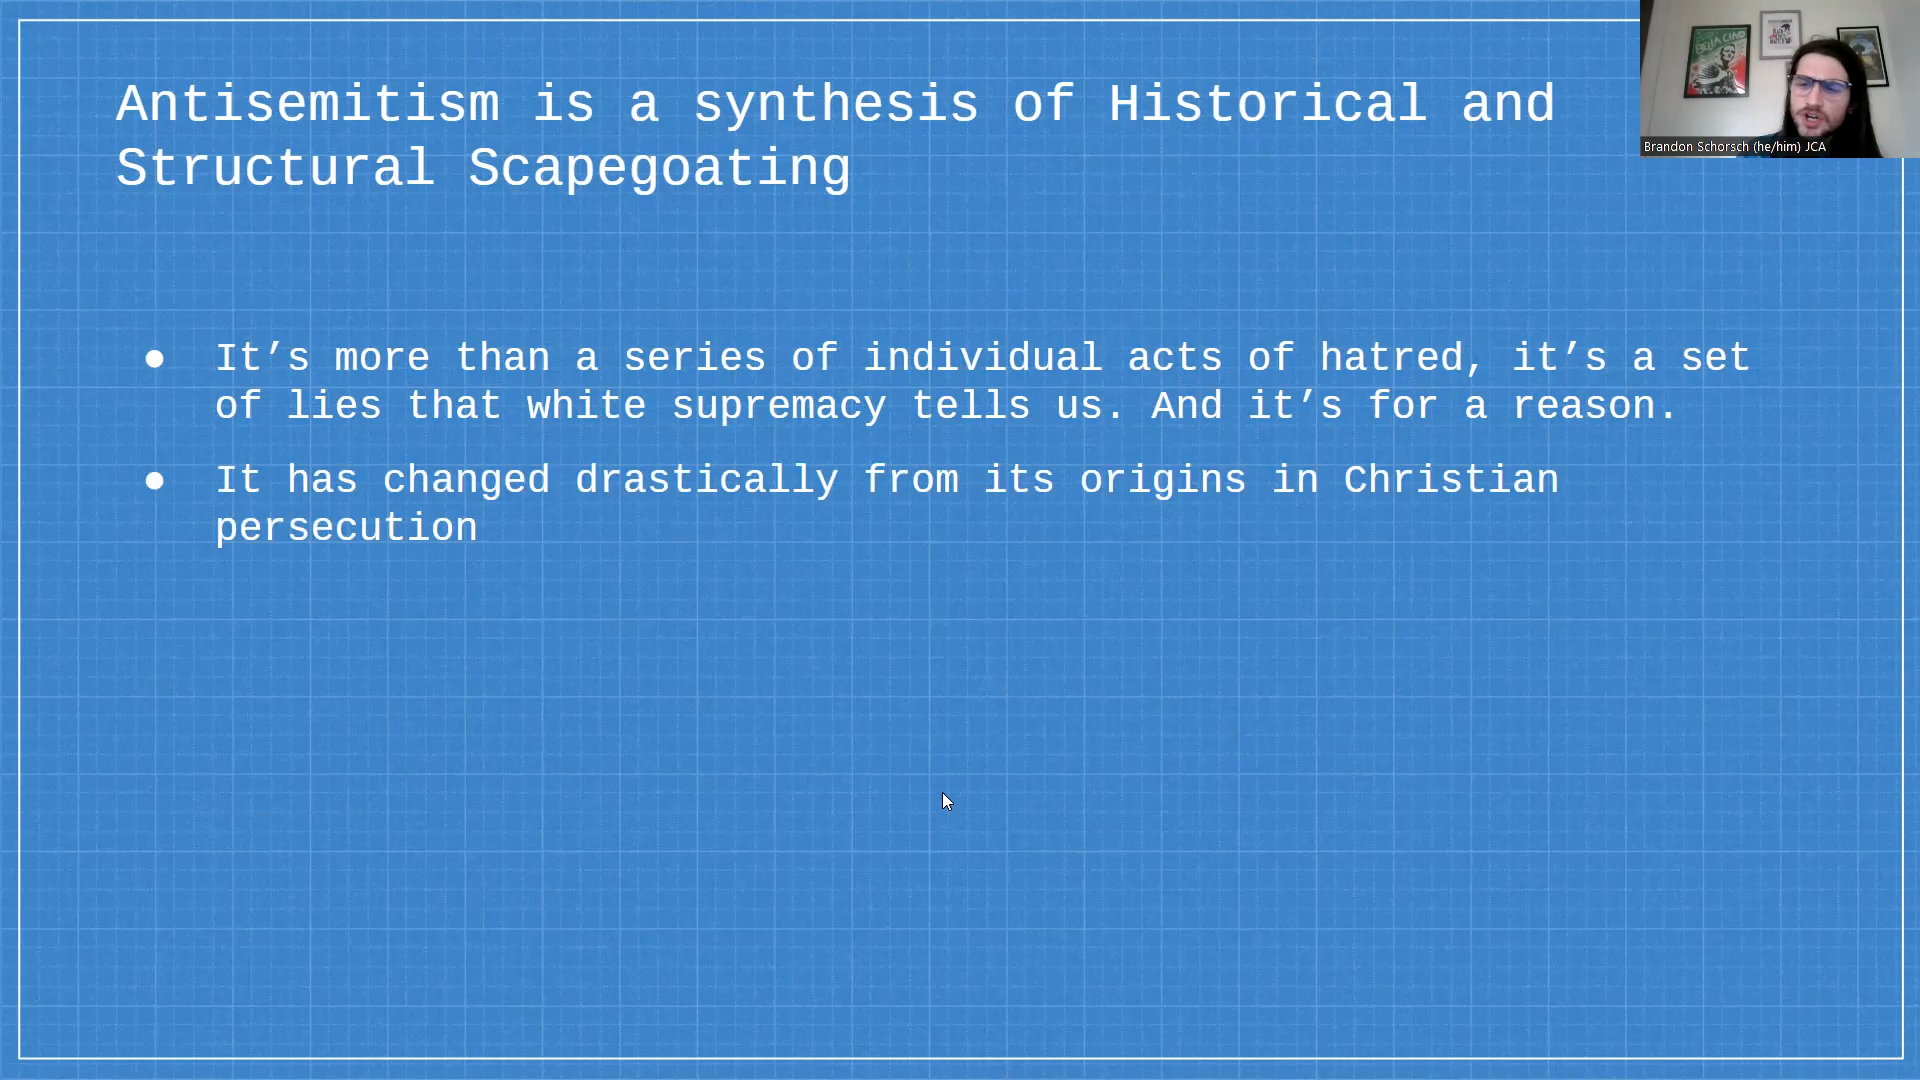 Antisemitism is a synthesis of Historical and
Structural Scapegoating
BELLA CIAO
Brandon Schorsch (he/him) JCA
● It’s more than a series of individual acts of hatred, it’s a set
of lies that white supremacy tells us. And it’s for a reason.
● It has changed drastically from its origins in Christian
persecution